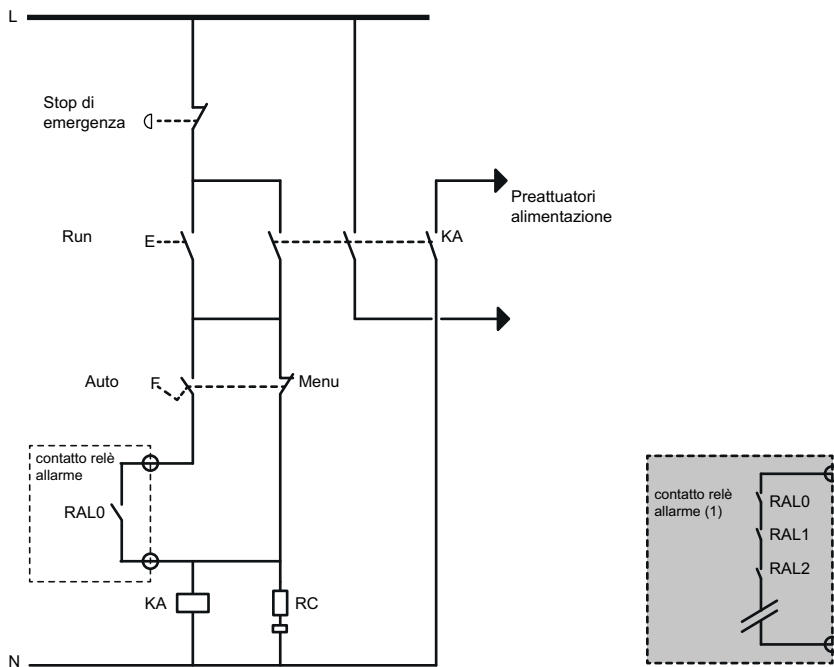 L
Stop di
emergenza
Preattuatori
alimentazione
Run
E
KA
Auto
F
Menu
contatto relè
allarme
RAL0
KA
RC
N
contatto relè
allarme (1)
RAL0
RAL1
RAL2